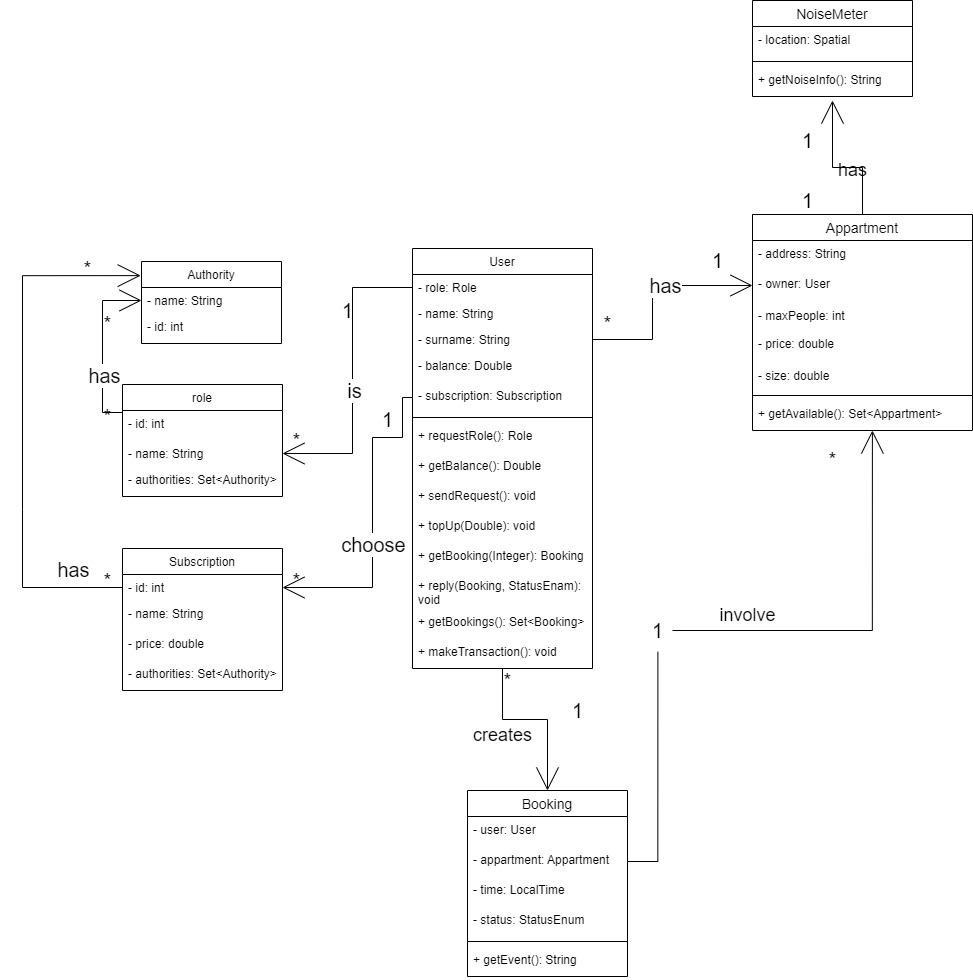 NoiseMeter
- location: Spatial
+ getNoiseInfo(): String
1
has
1
Appartment
- address: String
- owner: User
- maxPeople: int
- price: double
- size: double
+ getAvailable(): Set<Appartment>
*
Authority
- name: String
- id: int
*
*
has
*
role
- id: int
- name: String
- authorities: Set<Authority>
*
1
is
User
- role: Role
- name: String
- surname: String
- balance: Double
- subscription: Subscription
+ requestRole(): Role
+ getBalance(): Double
+ sendRequest(): void
+ topUp(Double): void
+ getBooking(Integer): Booking
+ reply(Booking, StatusEnam):
void
+ getBookings(): Set<Booking>
+ makeTransaction(): void
*
has
1
1
choose
*
has
*
Subscription
- id: int
- name: String
- price: double
- authorities: Set<Authority>
*
1
creates
1
involve
Booking
- user: User
- appartment: Appartment
- time: LocalTime
- status: StatusEnum
+ getEvent(): String